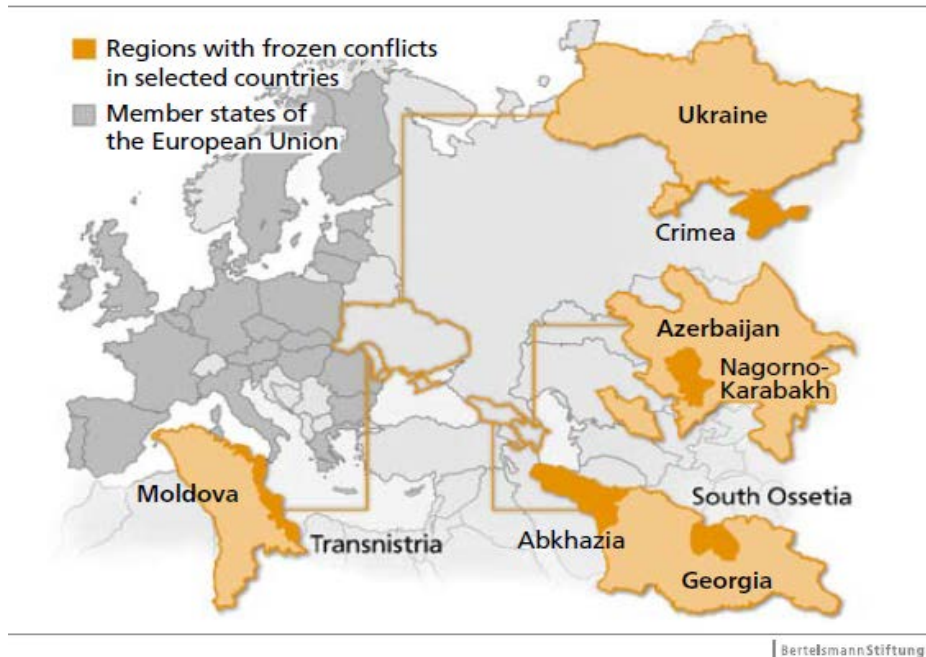 Regions with frozen conflicts
in selected countries
Member states of
the European Union
Ukraine
Crimea
Azerbaijan
Nagorno-
Karabakh
South Ossetia
Moldova
Transnistria
Abkhazia
Georgia
BertelsmannStiftung